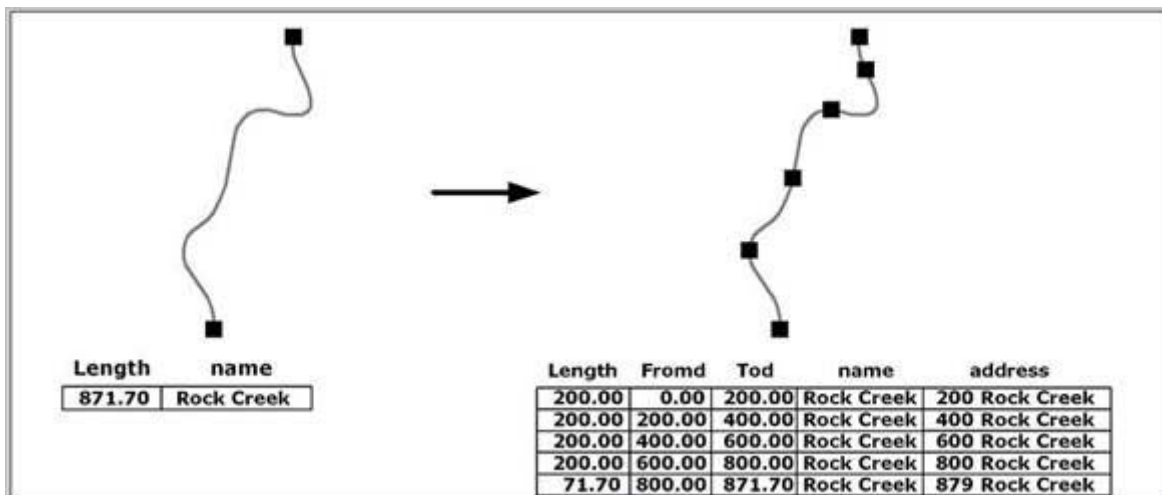 Length name
871.70 Rock Creek
Length Fromd Tod name address
200.00 0.00 200.00 Rock Creek 200 Rock Creek
200.00 200.00 400.00 Rock Creek 400 Rock Creek
200.00 400.00 600.00 Rock Creek 600 Rock Creek
200.00 600.00 800.00 Rock Creek 800 Rock Creek
71.70 800.00 871.70 Rock Creek 879 Rock Creek